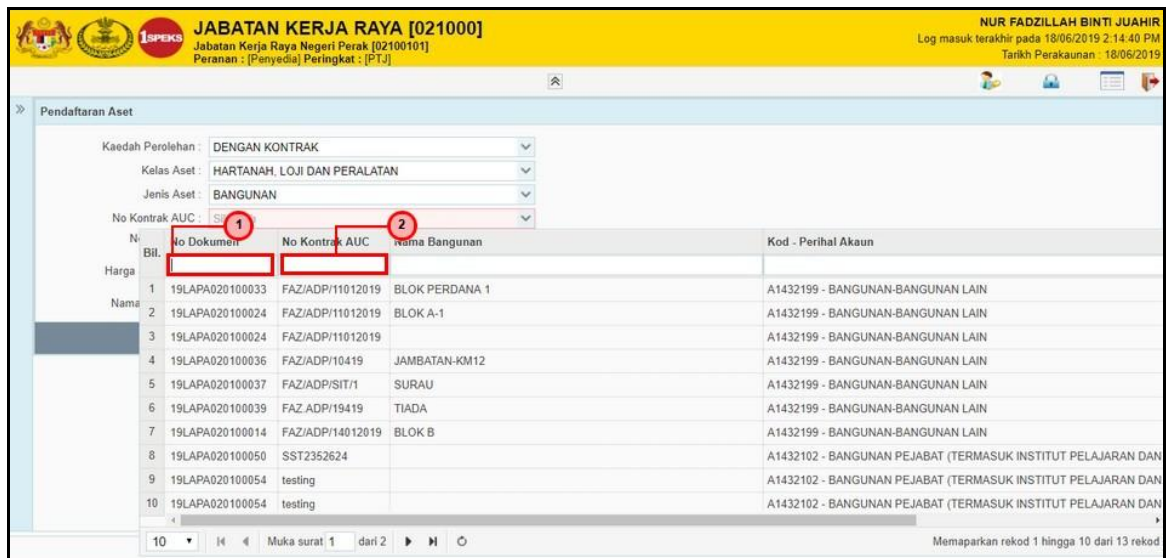 1SPEKS
JABATAN KERJA RAYA [021000]
Jabatan Kerja Raya Negeri Perak [02100101]
Peranan : [Penyedia] Peringkat : [PTJ]
NUR FADZILLAH BINTI JUAHIR
Log masuk terakhir pada 18/06/2019 2:14:40 PM
Tarikh Perakaunan : 18/06/2019
Pendaftaran Aset
Kaedah Perolehan : DENGAN KONTRAK
Kelas Aset : HARTANAH, LOJI DAN PERALATAN
Jenis Aset : BANGUNAN
No Kontrak AUC :
1
2
Harga
Nama
Bil. No Dokumen No Kontrak AUC Nama Bangunan Kod - Perihal Akaun
1 19LAPA020100033 FAZ/ADP/11012019 BLOK PERDANA 1 A1432199 - BANGUNAN-BANGUNAN LAIN
2 19LAPA020100024 FAZ/ADP/11012019 BLOK A-1 A1432199 - BANGUNAN-BANGUNAN LAIN
3 19LAPA020100024 FAZ/ADP/11012019 A1432199 - BANGUNAN-BANGUNAN LAIN
4 19LAPA020100036 FAZ/ADP/10419 JAMBATAN-KM12 A1432199 - BANGUNAN-BANGUNAN LAIN
5 19LAPA020100037 FAZ/ADP/SIT/1 SURAU A1432199 - BANGUNAN-BANGUNAN LAIN
6 19LAPA020100039 FAZ.ADP/19419 TIADA A1432199 - BANGUNAN-BANGUNAN LAIN
7 19LAPA020100014 FAZ/ADP/14012019 BLOK B A1432199 - BANGUNAN-BANGUNAN LAIN
8 19LAPA020100050 SST2352624 A1432102 - BANGUNAN PEJABAT (TERMASUK INSTITUT PELAJARAN DAN
9 19LAPA020100054 testing A1432102 - BANGUNAN PEJABAT (TERMASUK INSTITUT PELAJARAN DAN
10 19LAPA020100054 testing A1432102 - BANGUNAN PEJABAT (TERMASUK INSTITUT PELAJARAN DAN
10 Muka surat 1 dari 2 Memaparkan rekod 1 hingga 10 dari 13 rekod